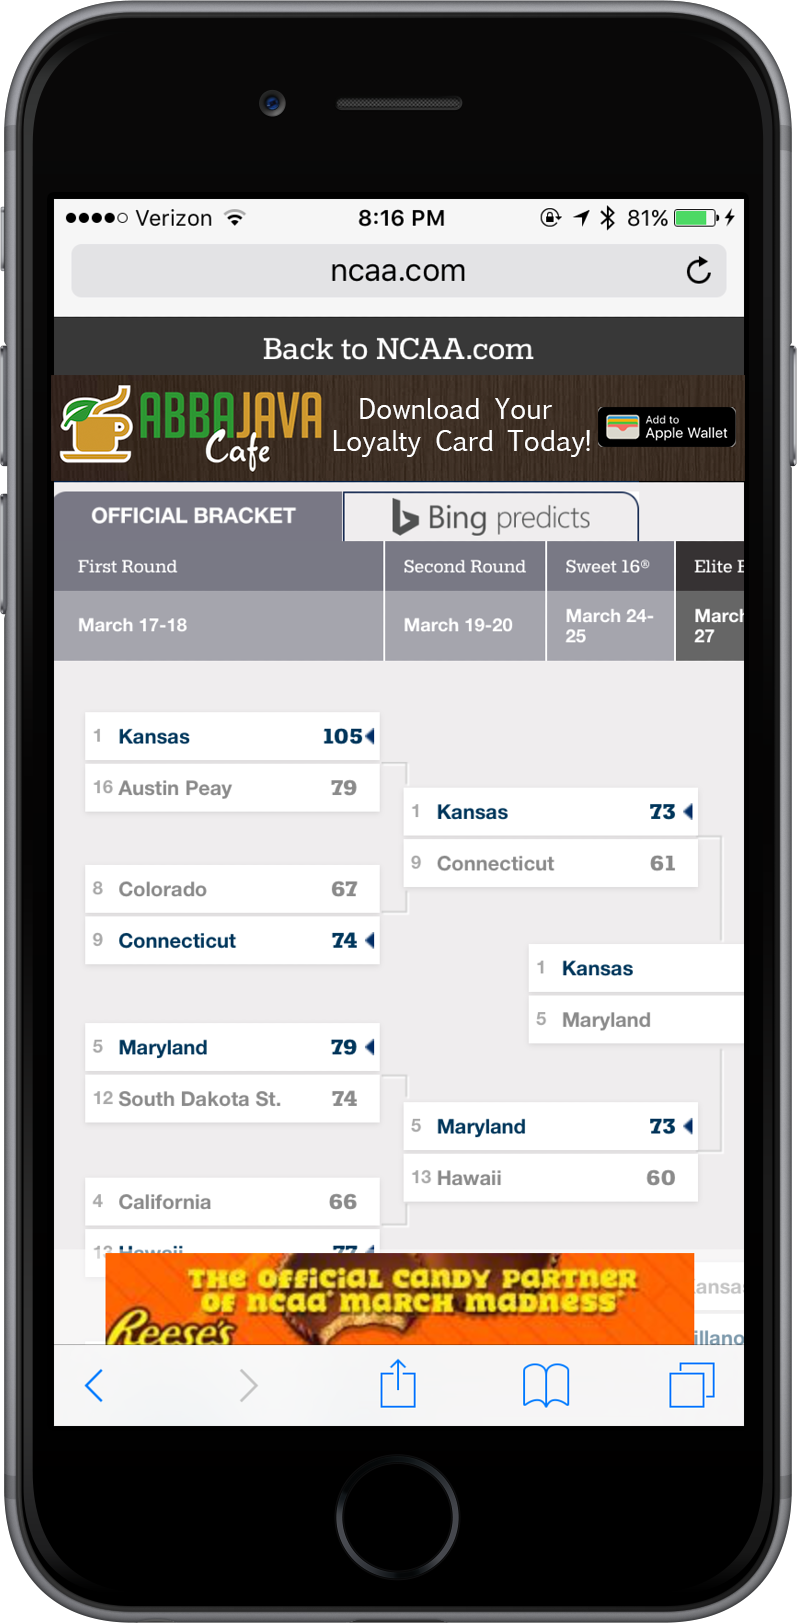 Verizon 8:16 PM 81%
ncaa.com
Back to NCAA.com
ABBAJAVA
Cafe
Download Your
Loyalty Card Today!
Add to
Apple Wallet
OFFICIAL BRACKET
Bing predicts
First Round
Second Round
Sweet 16®
Elite
March 17-18
March 19-20
March 24-
25
March
27
1 Kansas 105
16 Austin Peay 79
1 Kansas 73
9 Connecticut 61
8 Colorado 67
9 Connecticut 74
1 Kansas
5 Maryland
5 Maryland 79
12 South Dakota St. 74
5 Maryland 73
13 Hawaii 60
4 California 66
13 Hawaii 77
THE OFFICIAL CANDY PARTNER
OF NCAA® MARCH MADNESS®
Reese's